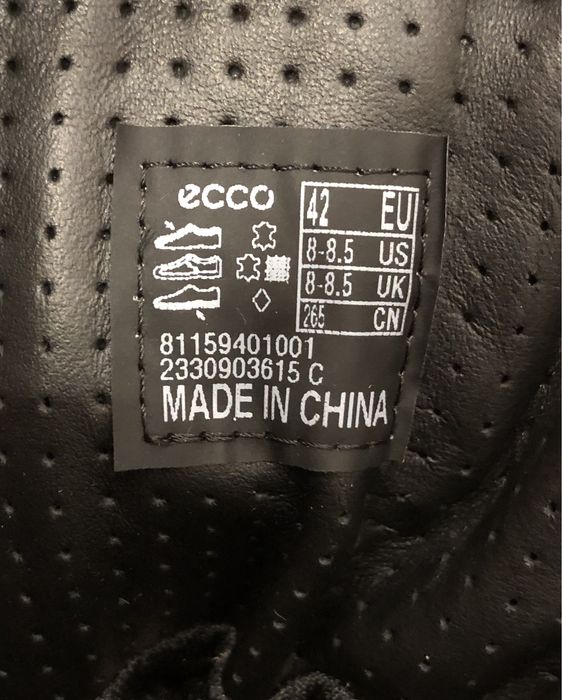 ecco
42 EU
8-8.5 US
8-8.5 UK
265 CN
81159401001
2330903615 C
MADE IN CHINA